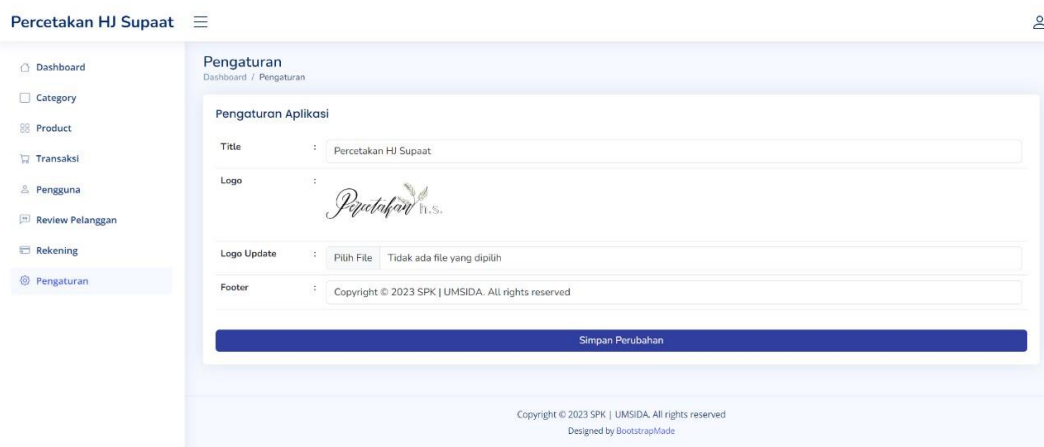 Percetakan HJ Supaat
Dashboard
Category
Product
Transaksi
Pengguna
Review Pelanggan
Rekening
Pengaturan
Pengaturan
Dashboard / Pengaturan
Pengaturan Aplikasi
Title : Percetakan HJ Supaat
Logo : Percetakan h.s.
Logo Update : Pilih File Tidak ada file yang dipilih
Footer : Copyright © 2023 SPK | UMSIDA. All rights reserved
Simpan Perubahan
Copyright © 2023 SPK | UMSIDA. All rights reserved
Designed by BootstrapMade